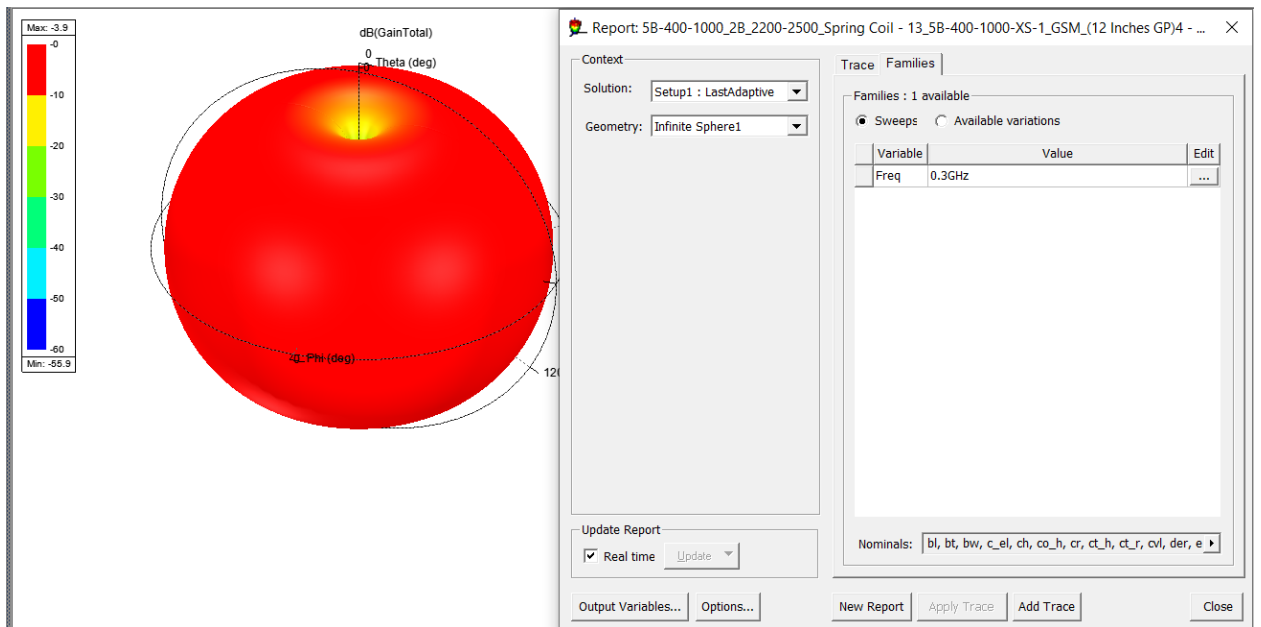 Max: -3.9
-0
-10
-20
-30
-40
-50
-60
Min: -55.9
dB(GainTotal)
0
Theta (deg)
Phi (deg)
Report: 5B-400-1000_2B_2200-2500_Spring Coil - 13_5B-400-1000-XS-1_GSM_(12 Inches GP)4 - ...
Context
Solution: Setup1 : LastAdaptive
Geometry: Infinite Sphere1
Update Report
Real time Update
Output Variables... Options...
Trace Families
Families : 1 available
Sweeps Available variations
Variable Value Edit
Freq 0.3GHz ...
Nominals: bl, bt, bw, c_el, ch, co_h, cr, ct_h, ct_r, cvl, der, e
New Report Apply Trace Add Trace Close